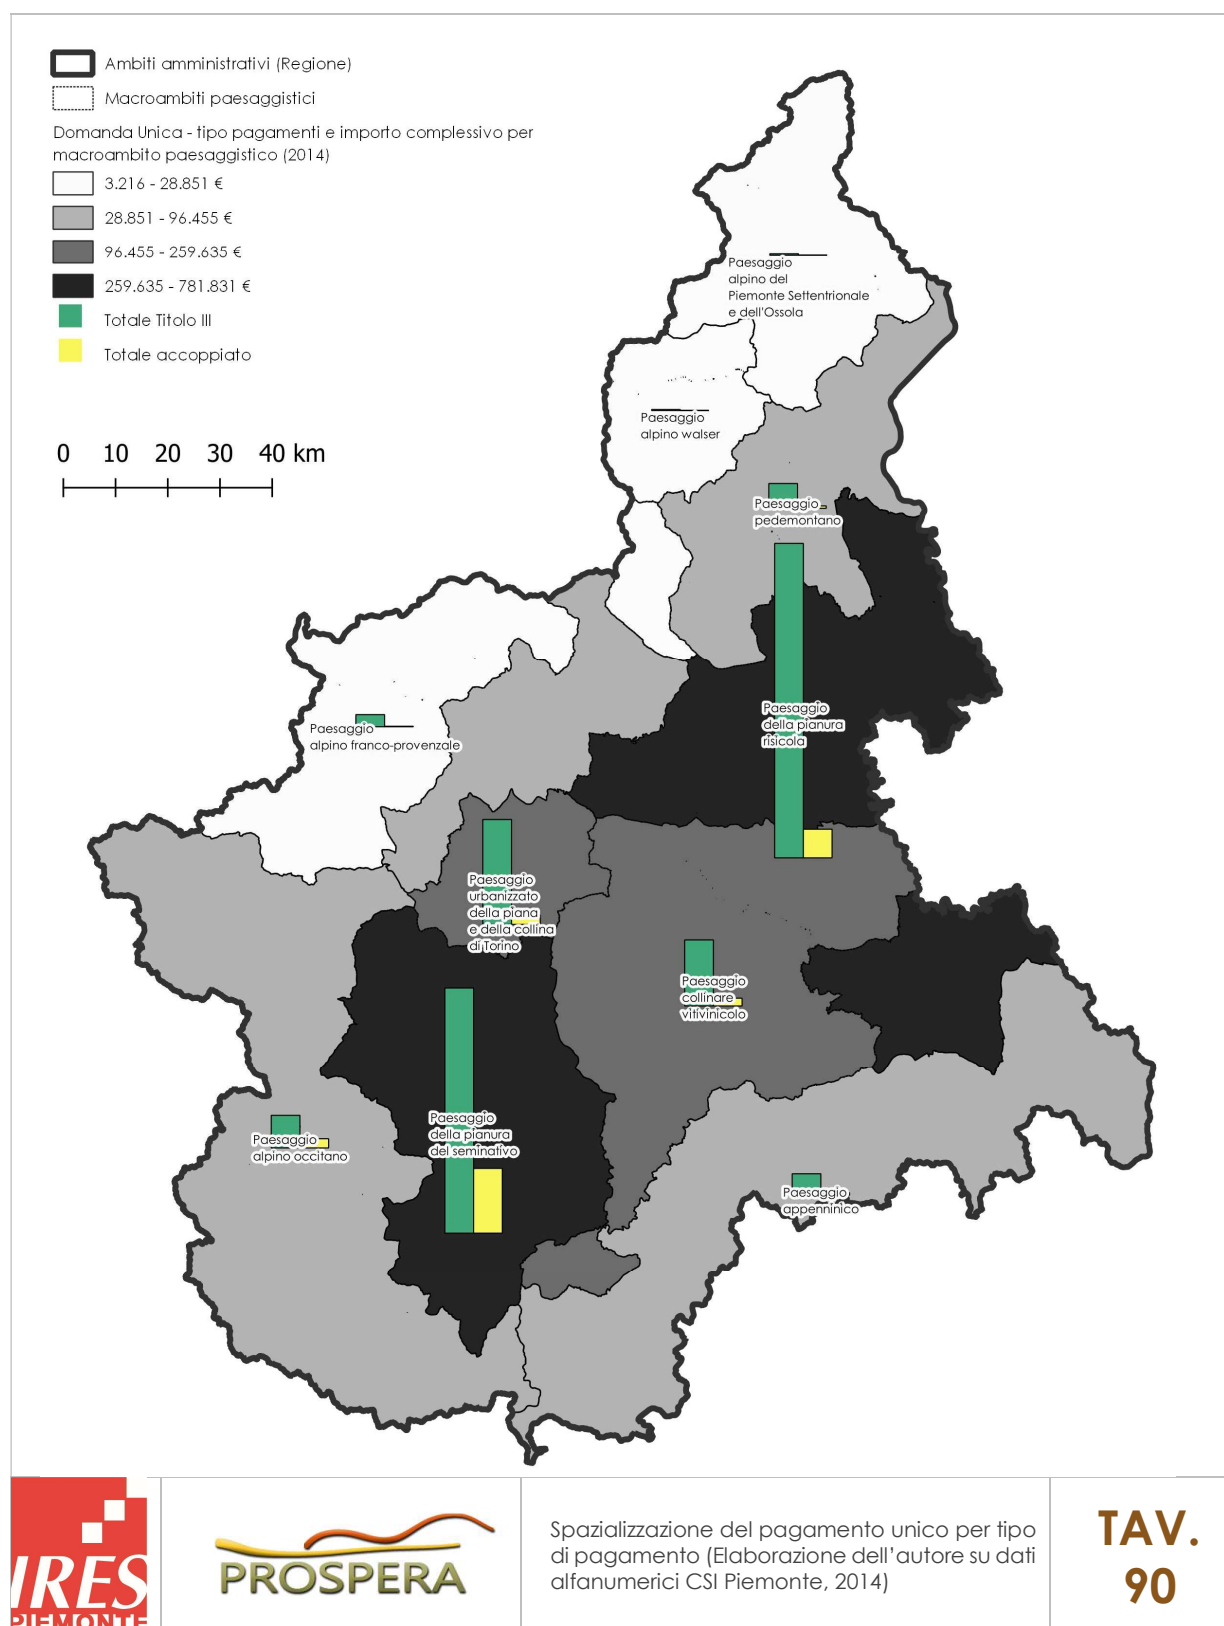 Ambiti amministrativi (Regione)
Macroambiti paesaggistici
Domanda Unica - tipo pagamenti e importo complessivo per
macroambito paesaggistico (2014)
3.216 - 28.851 €
28.851 - 96.455 €
96.455 - 259.635 €
259.635 - 781.831 €
Totale Titolo III
Totale accoppiato
0 10 20 30 40 km
Paesaggio
alpino del
Piemonte Settentrionale
e dell'Ossola
Paesaggio
alpino walser
Paesaggio
pedemontano
Paesaggio
della pianura
risicola
Paesaggio
alpino franco-provenzale
Paesaggio
urbanizzato
della piana
e della collina
di Torino
Paesaggio
collinare
vitivinicolo
Paesaggio
della pianura
del seminativo
Paesaggio
alpino occitano
Paesaggio
appenninico
IRES
PIEMONTE
PROSPERA
Spazializzazione del pagamento unico per tipo
di pagamento (Elaborazione dell'autore su dati
alfanumerici CSI Piemonte, 2014)
TAV.
90